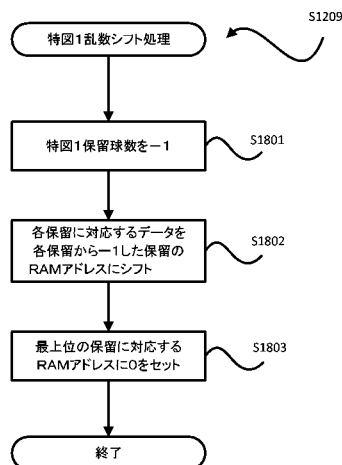 特図1乱数シフト処理
S1209
特図1保留球数を－1
S1801
各保留に対応するデータを
各保留から－1した保留の
RAMアドレスにシフト
S1802
最上位の保留に対応する
RAMアドレスに0をセット
S1803
終了